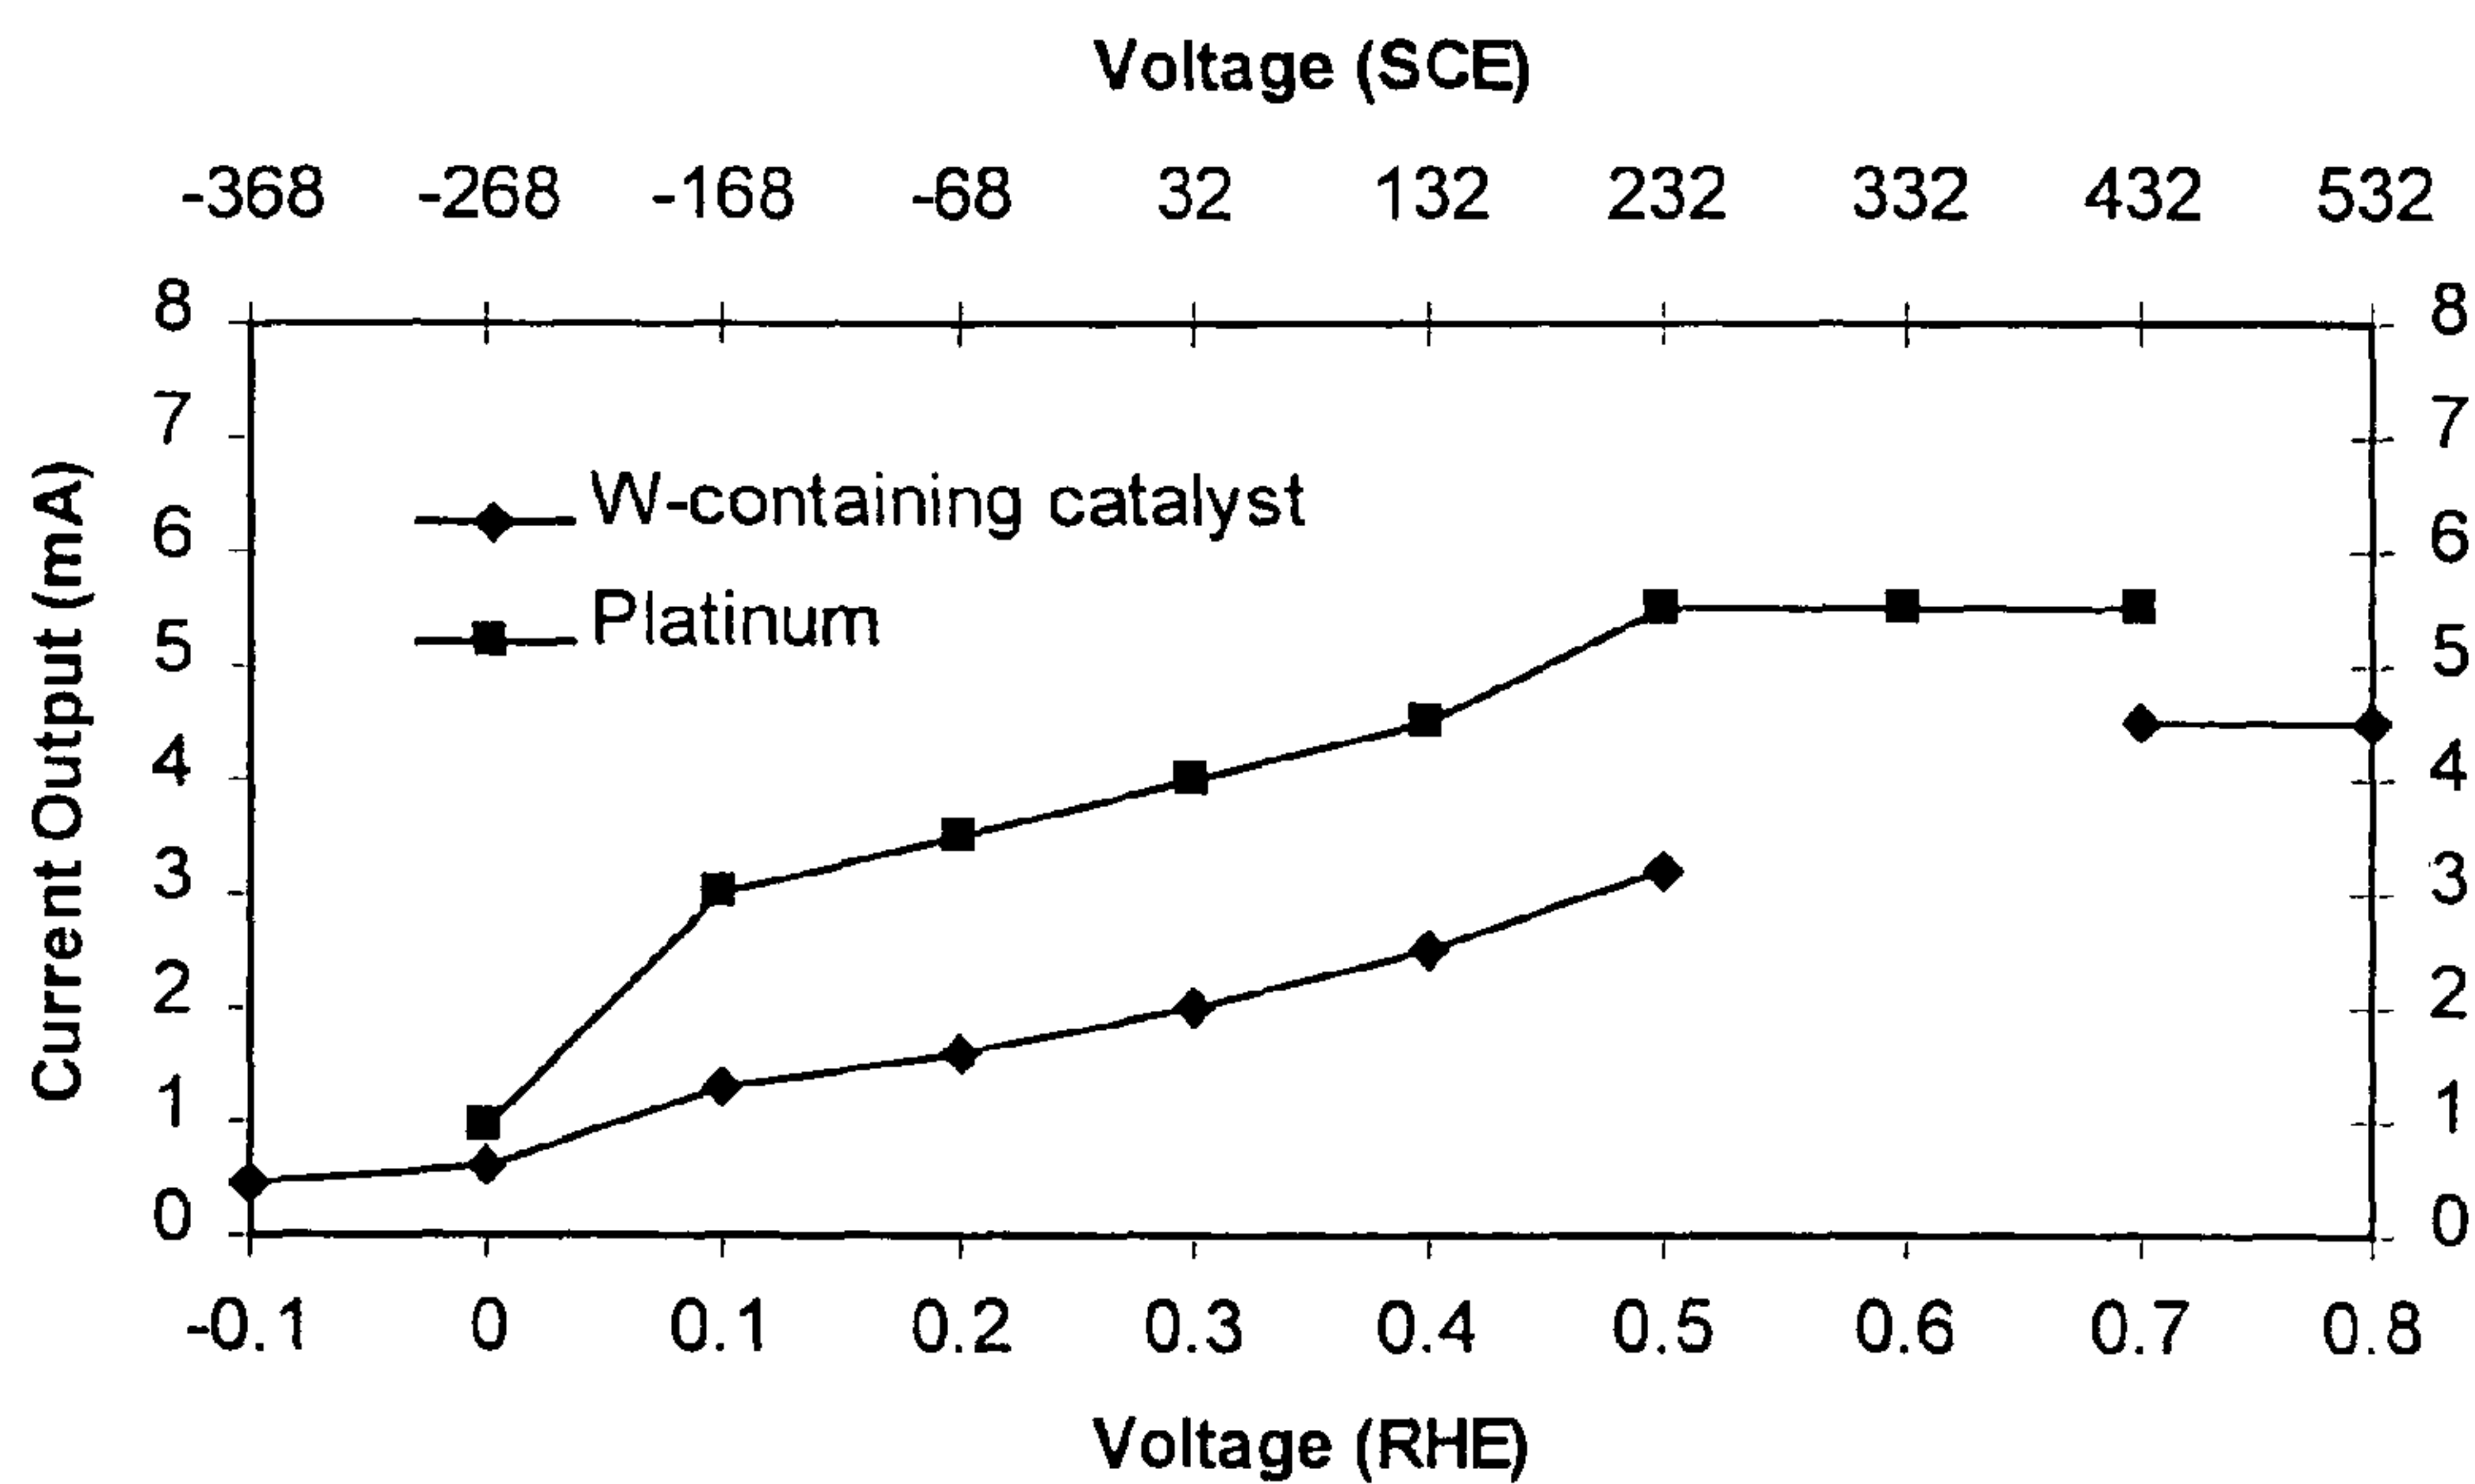 Voltage (SCE)
-368 -268 -168 -68 32 132 232 332 432 532
8 8
7 7
W-containing catalyst
6 6
Platinum
5 5
4 4
3 3
2 2
1 1
0 0
Current Output (mA)
-0.1 0 0.1 0.2 0.3 0.4 0.5 0.6 0.7 0.8
Voltage (RHE)